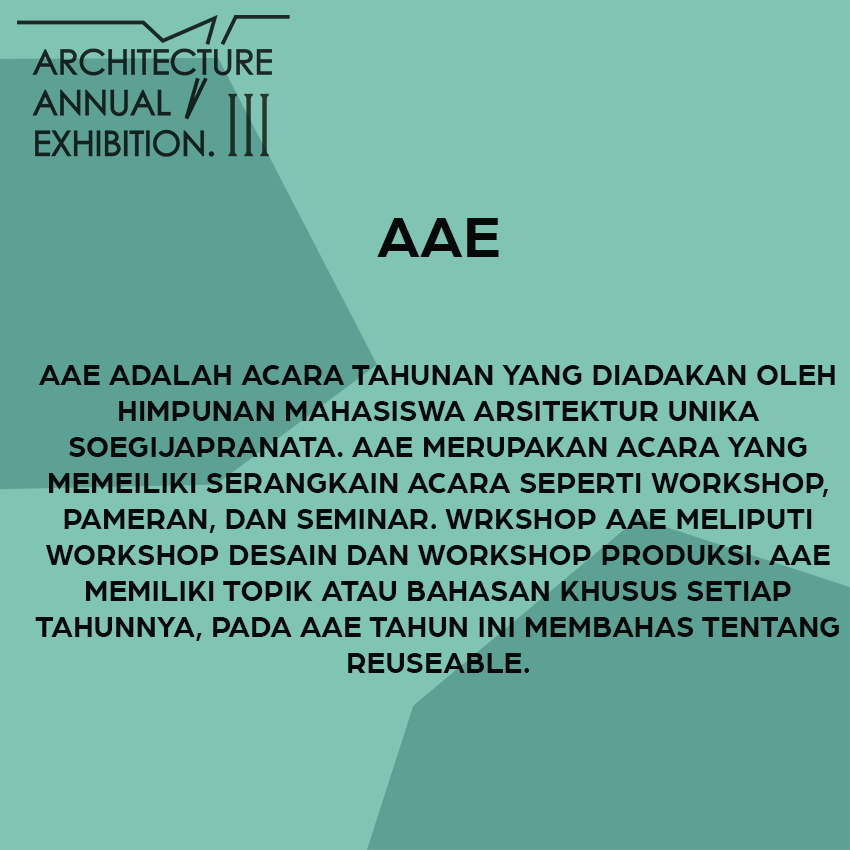 ARCHITECTURE
ANNUAL
EXHIBITION. III
AAE
AAE ADALAH ACARA TAHUNAN YANG DIADAKAN OLEH
HIMPUNAN MAHASISWA ARSITEKTUR UNIKA
SOEGIJAPRANATA. AAE MERUPAKAN ACARA YANG
MEMEILIKI SERANGKAIN ACARA SEPERTI WORKSHOP,
PAMERAN, DAN SEMINAR. WRKSHOP AAE MELIPUTI
WORKSHOP DESAIN DAN WORKSHOP PRODUKSI. AAE
MEMILIKI TOPIK ATAU BAHASAN KHUSUS SETIAP
TAHUNNYA, PADA AAE TAHUN INI MEMBAHAS TENTANG
REUSEABLE.